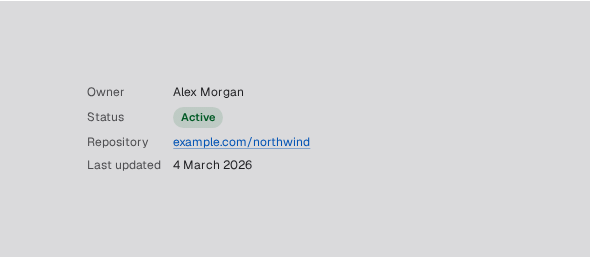 Owner Alex Morgan
Status Active
Repository example.com/northwind
Last updated 4 March 2026